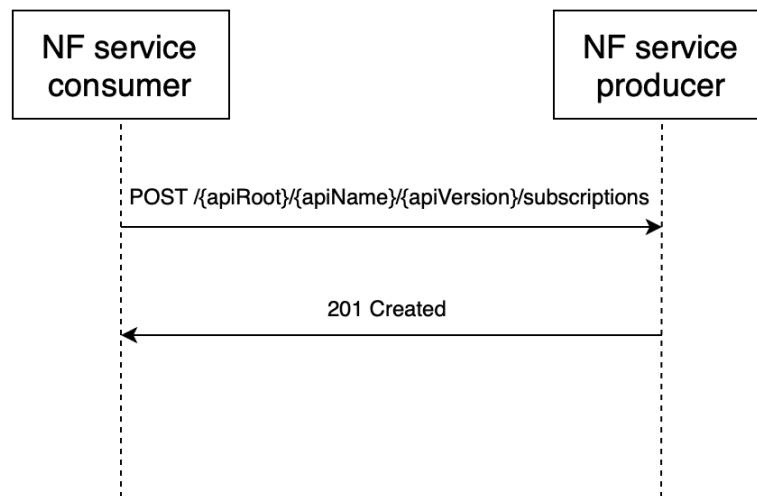 NF service
consumer
NF service
producer
POST /{apiRoot}/{apiName}/{apiVersion}/subscriptions
201 Created